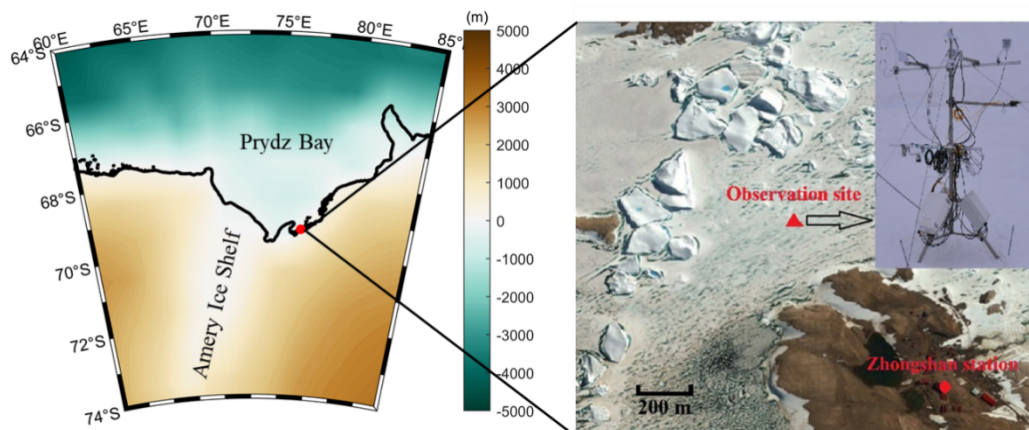 (m)
60°E
65°E
70°E
75°E
80°E
85°E
64°S
66°S
68°S
70°S
72°S
74°S
Prydz Bay
Amery Ice Shelf
5000
4000
3000
2000
1000
0
-1000
-2000
-3000
-4000
-5000
Observation site
Zhongshan station
200 m